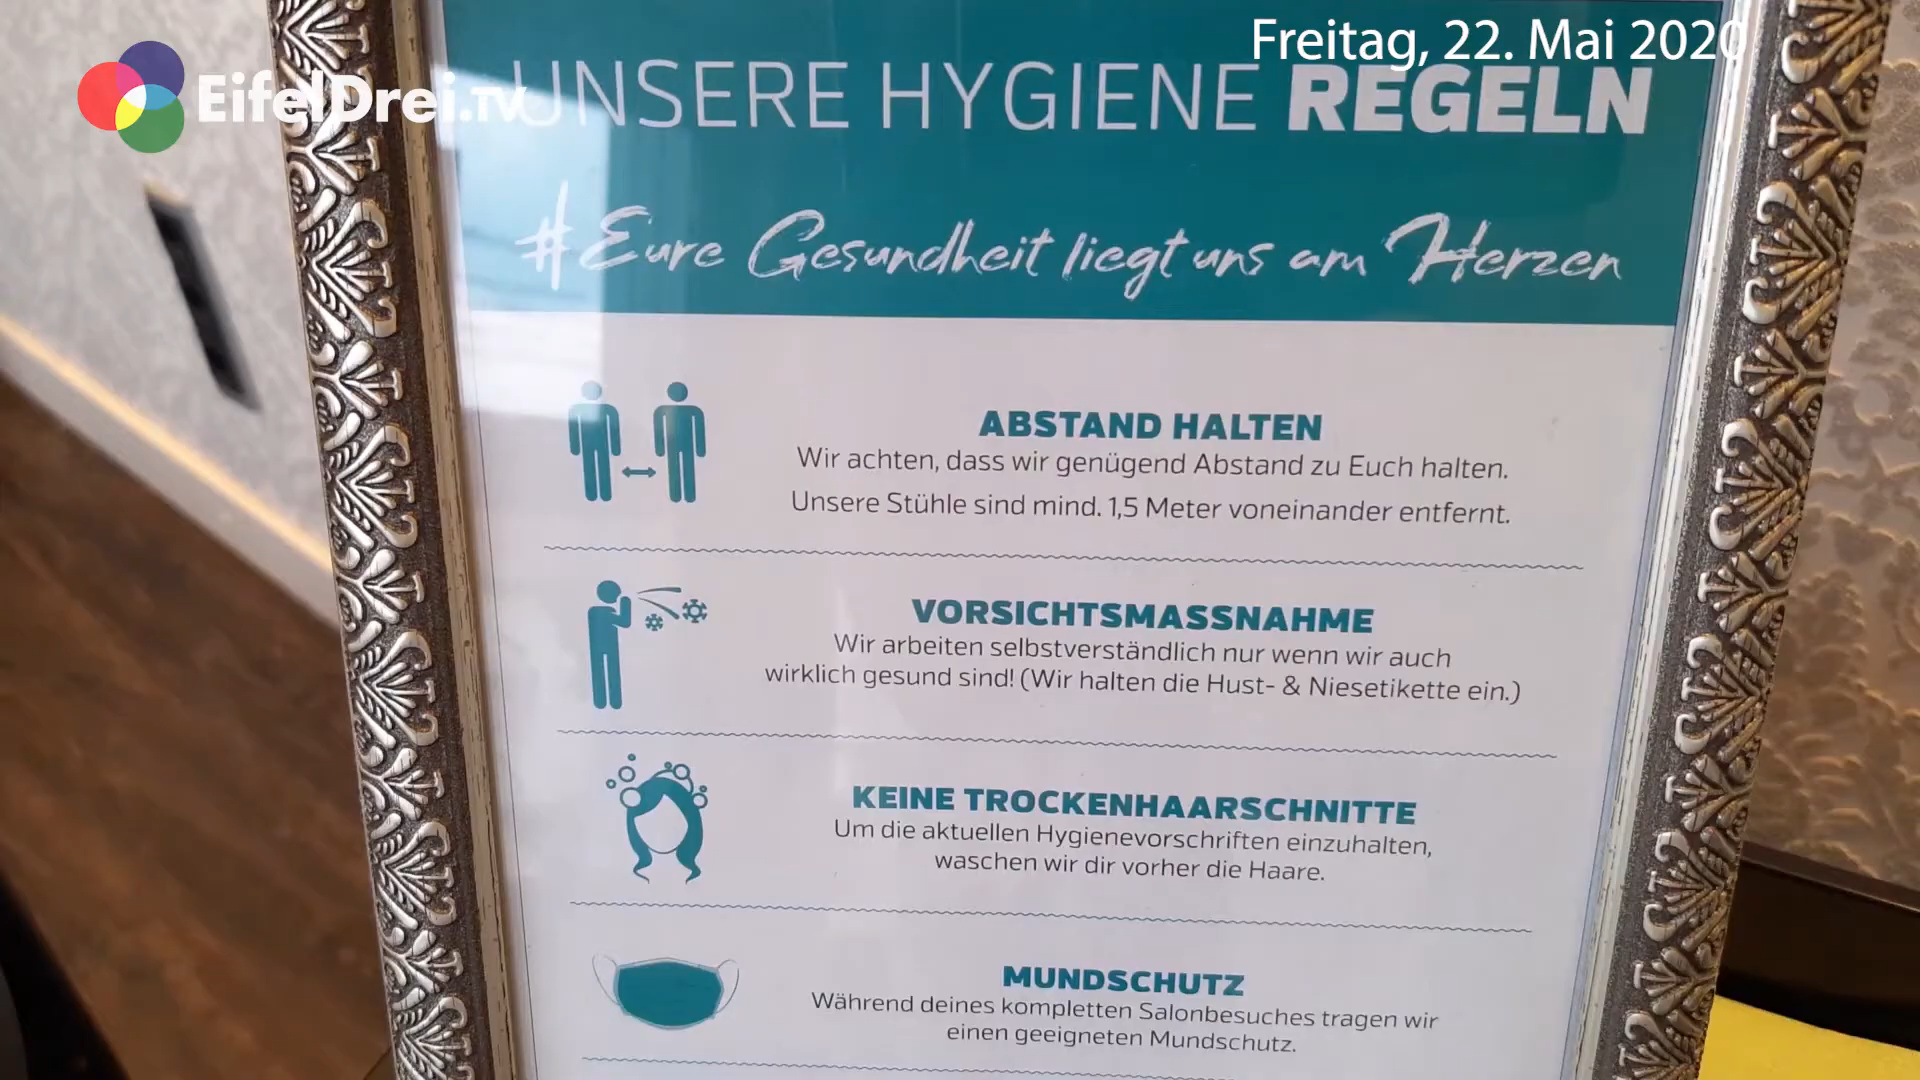 Freitag, 22. Mai 2020
EifelDrei.TV
UNSERE HYGIENE REGELN
#Eure Gesundheit liegt uns am Herzen
ABSTAND HALTEN
Wir achten, dass wir genügend Abstand zu Euch halten.
Unsere Stühle sind mind. 1,5 Meter voneinander entfernt.
VORSICHTSMASSNAHME
Wir arbeiten selbstverständlich nur wenn wir auch
wirklich gesund sind! (Wir halten die Hust- & Niesetikette ein.)
KEINE TROCKENHAARSCHNITTE
Um die aktuellen Hygienevorschriften einzuhalten,
waschen wir dir vorher die Haare.
MUNDSCHUTZ
Während deines kompletten Salonbesuches tragen wir
einen geeigneten Mundschutz.